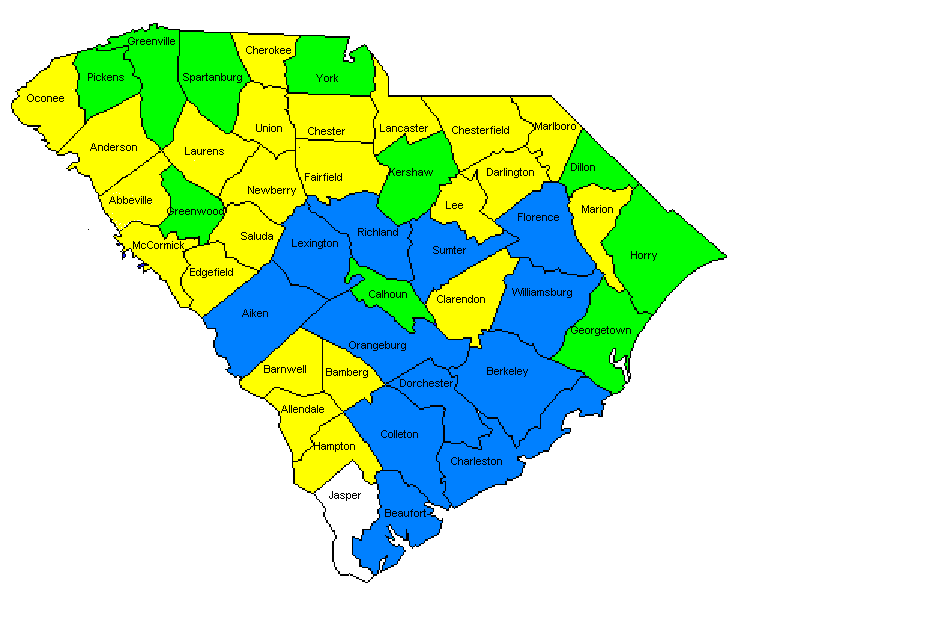 Greenville
Cherokee
Pickens
Spartanburg
York
Oconee
Union
Chester
Lancaster
Chesterfield
Marlboro
Anderson
Laurens
Dillon
Kershaw
Darlington
Fairfield
Newberry
Abbeville
Lee
Greenwood
Marion
Florence
Richland
Saluda
Lexington
McCormick
Sumter
Horry
Edgefield
Calhoun
Clarendon
Williamsburg
Aiken
Georgetown
Orangeburg
Barnwell
Bamberg
Berkeley
Dorchester
Allendale
Colleton
Hampton
Charleston
Jasper
Beaufort